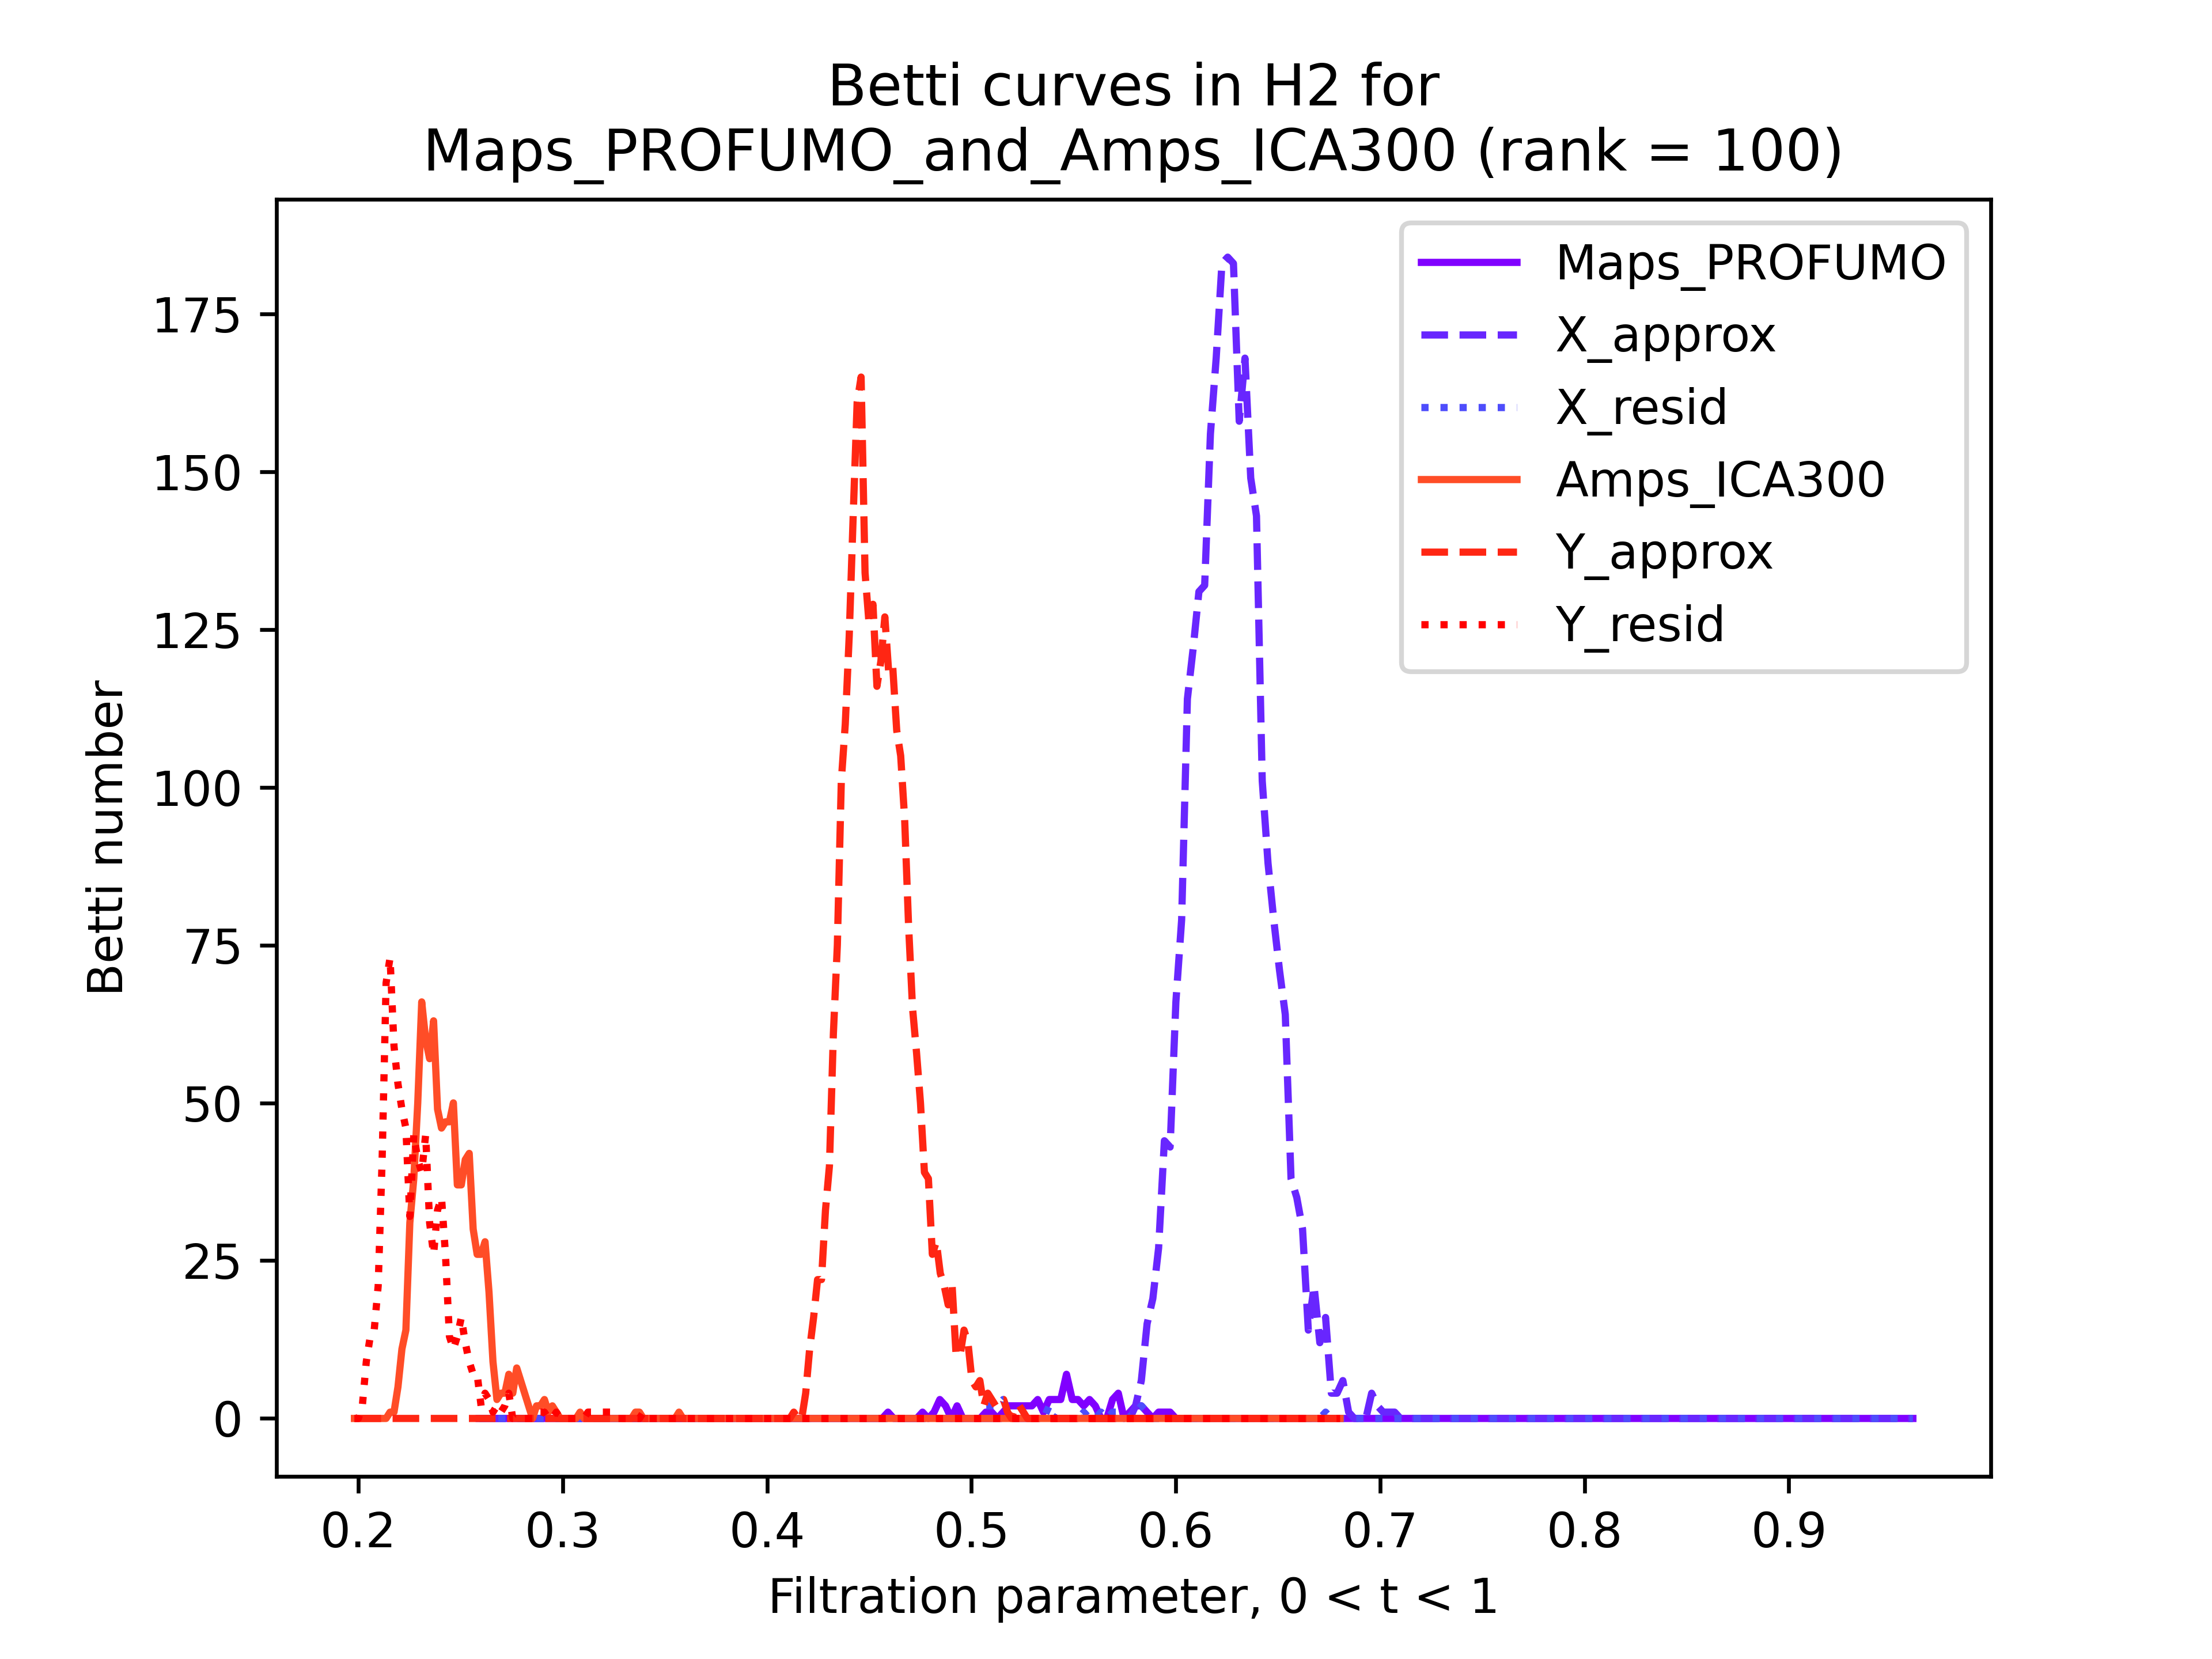 Betti curves in H2 for
Maps_PROFUMO_and_Amps_ICA300 (rank = 100)
Maps_PROFUMO
X_approx
X_resid
Amps_ICA300
Y_approx
Y_resid
Betti number
175
150
125
100
75
50
25
0
0.2 0.3 0.4 0.5 0.6 0.7 0.8 0.9
Filtration parameter, 0 < t < 1